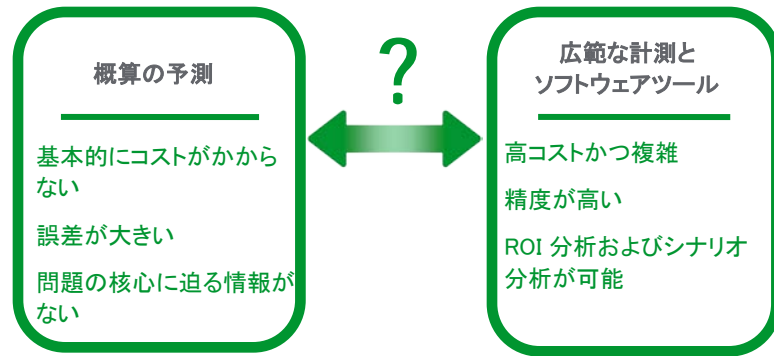 概算の予測
基本的にコストがかから
ない
誤差が大きい
問題の核心に迫る情報が
ない
?
広範な計測と
ソフトウェアツール
高コストかつ複雑
精度が高い
ROI 分析およびシナリオ
分析が可能